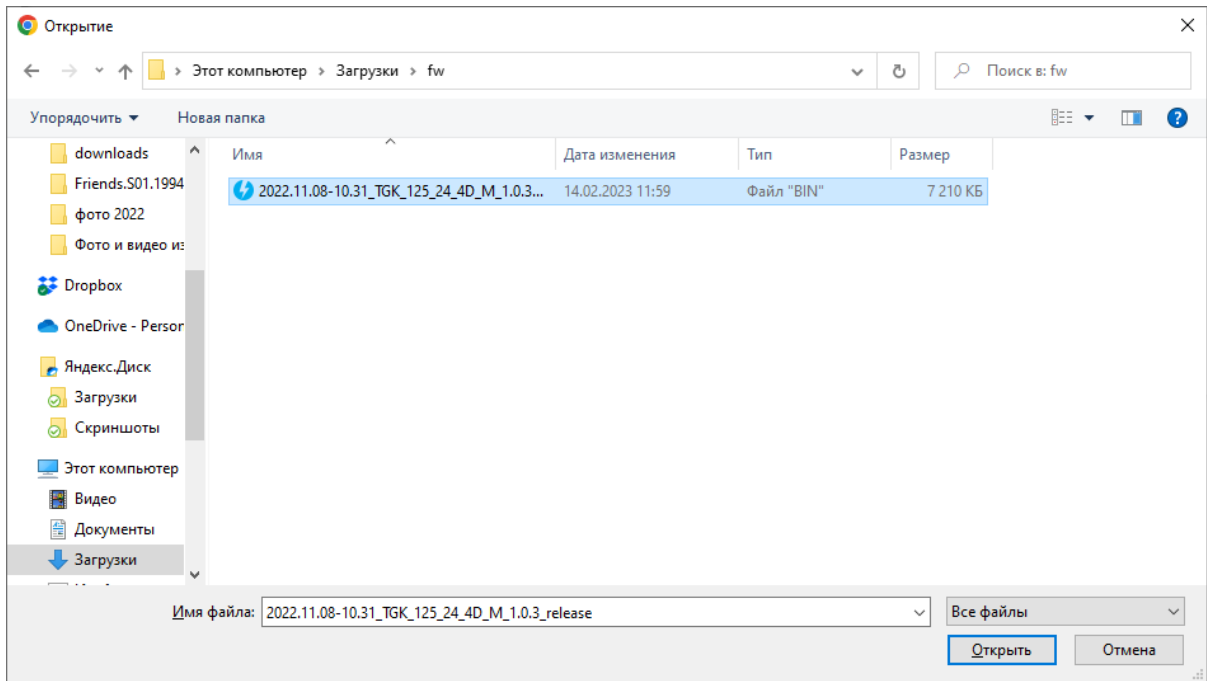 Открытие
Этот компьютер › Загрузки › fw
Поиск в: fw
Упорядочить
Новая папка
Имя
Дата изменения
Тип
Размер
downloads
Friends.S01.1994
фото 2022
Фото и видео из
Dropbox
OneDrive - Person
Яндекс.Диск
Загрузки
Скриншоты
Этот компьютер
Видео
Документы
Загрузки
2022.11.08-10.31_TGK_125_24_4D_M_1.0.3... 14.02.2023 11:59 Файл "BIN" 7 210 КБ
Имя файла: 2022.11.08-10.31_TGK_125_24_4D_M_1.0.3_release
Все файлы
Открыть
Отмена